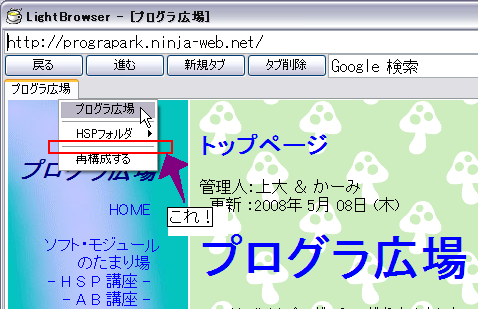 LightBrowser - [プログラ広場]
http://prograpark.ninja-web.net/
戻る 進む 新規タブ タブ削除 Google 検索
プログラ広場
プログラ広場
HSPフォルダ
再構成する
これ！
プログラ広場
HOME
ソフト・モジュール
のたまり場
-ＨＳＰ講座-
-ＡＢ講座-
トップページ
管理人：上大 ＆ かーみ
更新：2008年 5月 08日 (木)
プログラ広場